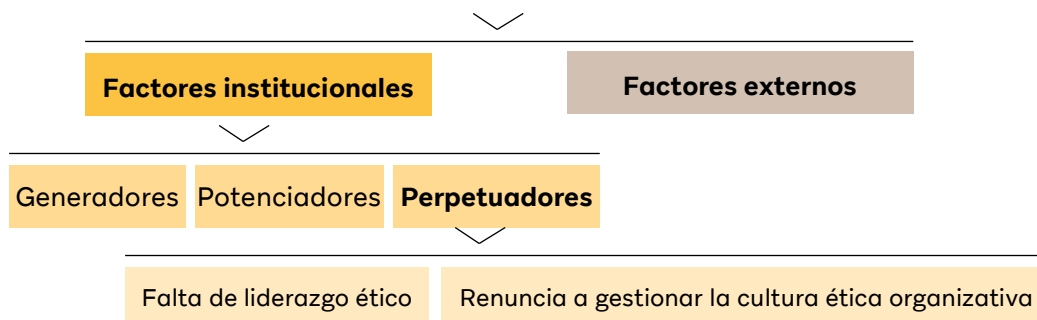 Factores institucionales
Factores externos
Generadores
Potenciadores
Perpetuadores
Falta de liderazgo ético
Renuncia a gestionar la cultura ética organizativa